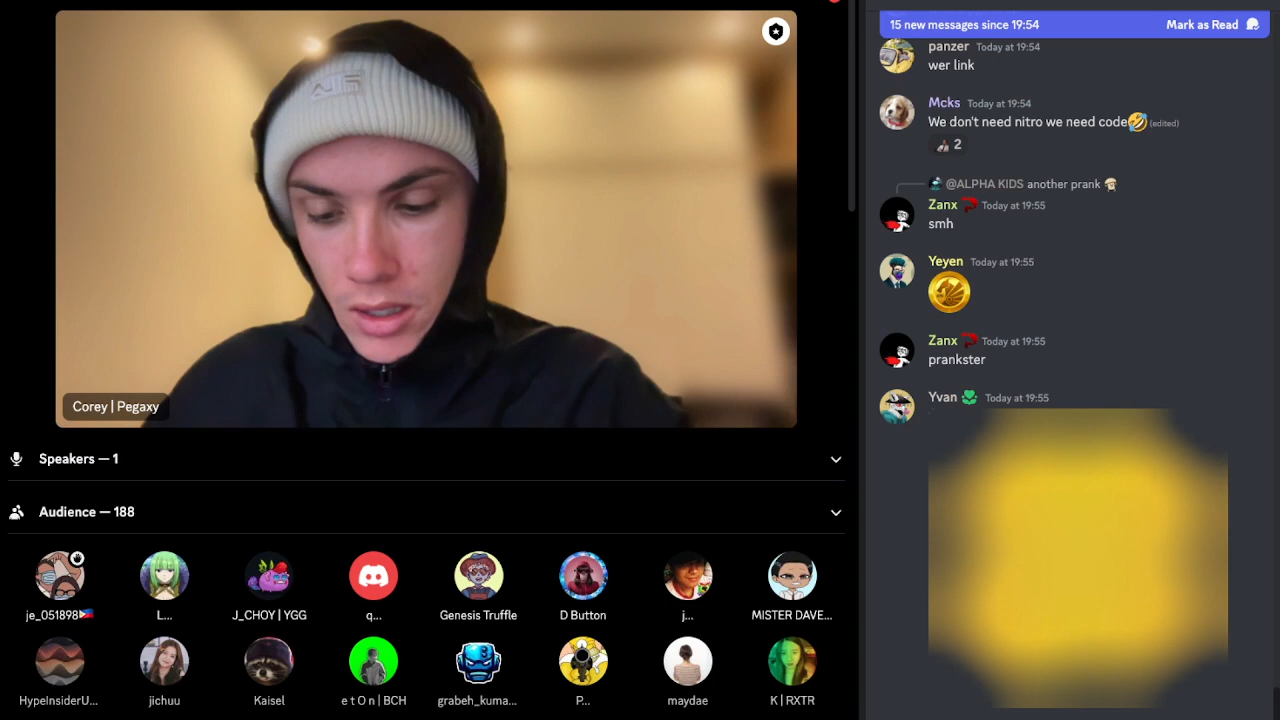 Corey | Pegaxy
Speakers — 1
Audience — 188
je_051898
L...
J_CHOY | YGG
q...
Genesis Truffle
D Button
j...
MISTER DAVE...
HypeInsiderU...
jichuu
Kaisel
e t O n | BCH
grabeh_kuma...
P...
maydae
K | RXTR
15 new messages since 19:54 Mark as Read
panzer Today at 19:54
wer link
Mcks Today at 19:54
We don't need nitro we need code (edited)
2
@ALPHA KIDS another prank
Zanx Today at 19:55
smh
Yeyen Today at 19:55
Zanx Today at 19:55
prankster
Yvan Today at 19:55